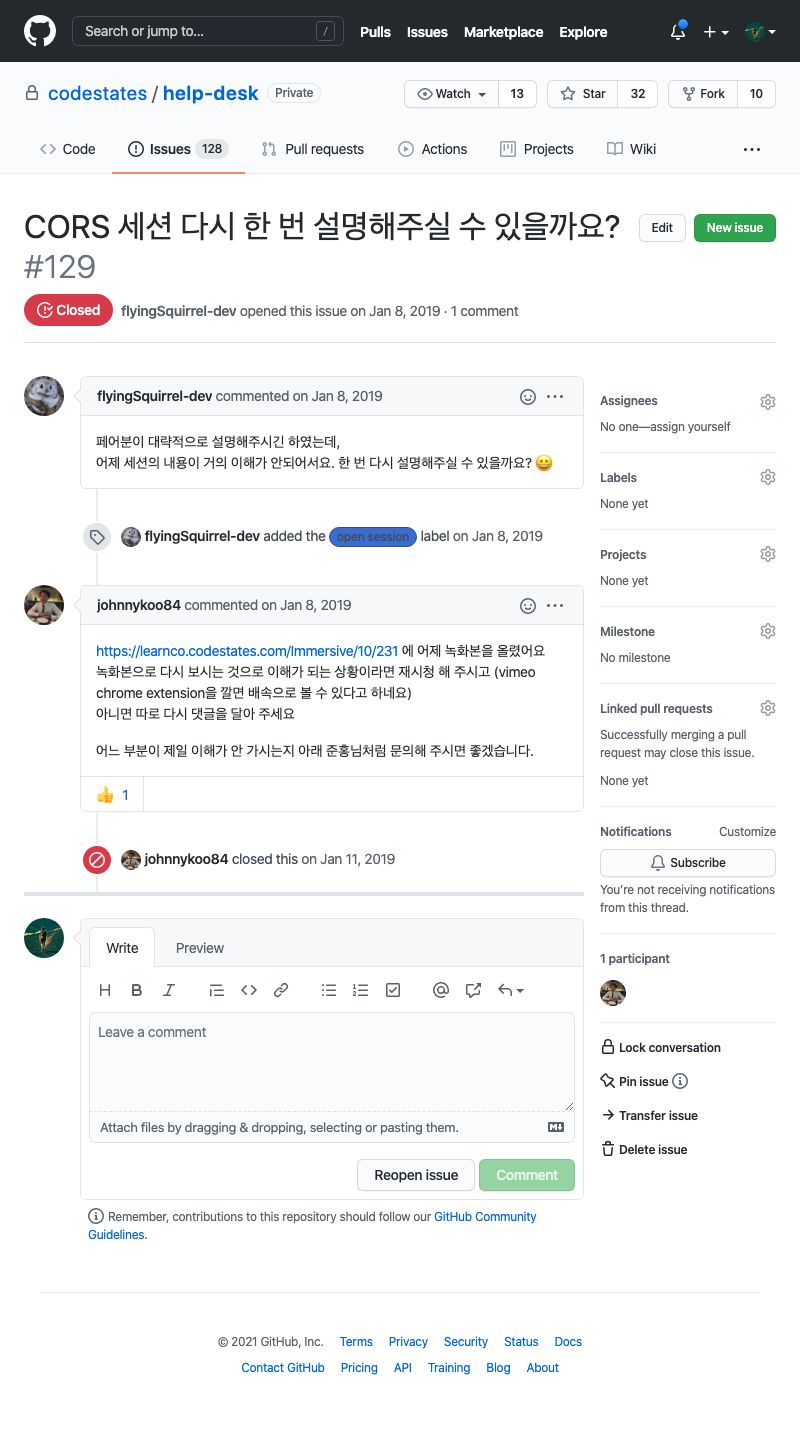 Search or jump to... /
Pulls Issues Marketplace Explore
codestates / help-desk Private
Watch 13
Star 32
Fork 10
Code
Issues 128
Pull requests
Actions
Projects
Wiki
CORS 세션 다시 한 번 설명해주실 수 있을까요?
#129
Edit
New issue
Closed
flyingSquirrel-dev opened this issue on Jan 8, 2019 · 1 comment
flyingSquirrel-dev commented on Jan 8, 2019
페어분이 대략적으로 설명해주시긴 하였는데,
어제 세션의 내용이 거의 이해가 안되어서요. 한 번 다시 설명해주실 수 있을까요? 😀
flyingSquirrel-dev added the open session label on Jan 8, 2019
johnnykoo84 commented on Jan 8, 2019
https://learnco.codestates.com/Immersive/10/231 에 어제 녹화본을 올렸어요
녹화본으로 다시 보시는 것으로 이해가 되는 상황이라면 재시청 해 주시고 (vimeo
chrome extension을 깔면 배속으로 볼 수 있다고 하네요)
아니면 따로 다시 댓글을 달아 주세요
어느 부분이 제일 이해가 안 가시는지 아래 준홍님처럼 문의해 주시면 좋겠습니다.
👍 1
johnnykoo84 closed this on Jan 11, 2019
Write Preview
H B I
Leave a comment
Attach files by dragging & dropping, selecting or pasting them.
Reopen issue
Comment
Remember, contributions to this repository should follow our GitHub Community
Guidelines.
Assignees
No one—assign yourself
Labels
None yet
Projects
None yet
Milestone
No milestone
Linked pull requests
Successfully merging a pull
request may close this issue.
None yet
Notifications Customize
Subscribe
You're not receiving notifications
from this thread.
1 participant
Lock conversation
Pin issue
Transfer issue
Delete issue
© 2021 GitHub, Inc. Terms Privacy Security Status Docs
Contact GitHub Pricing API Training Blog About